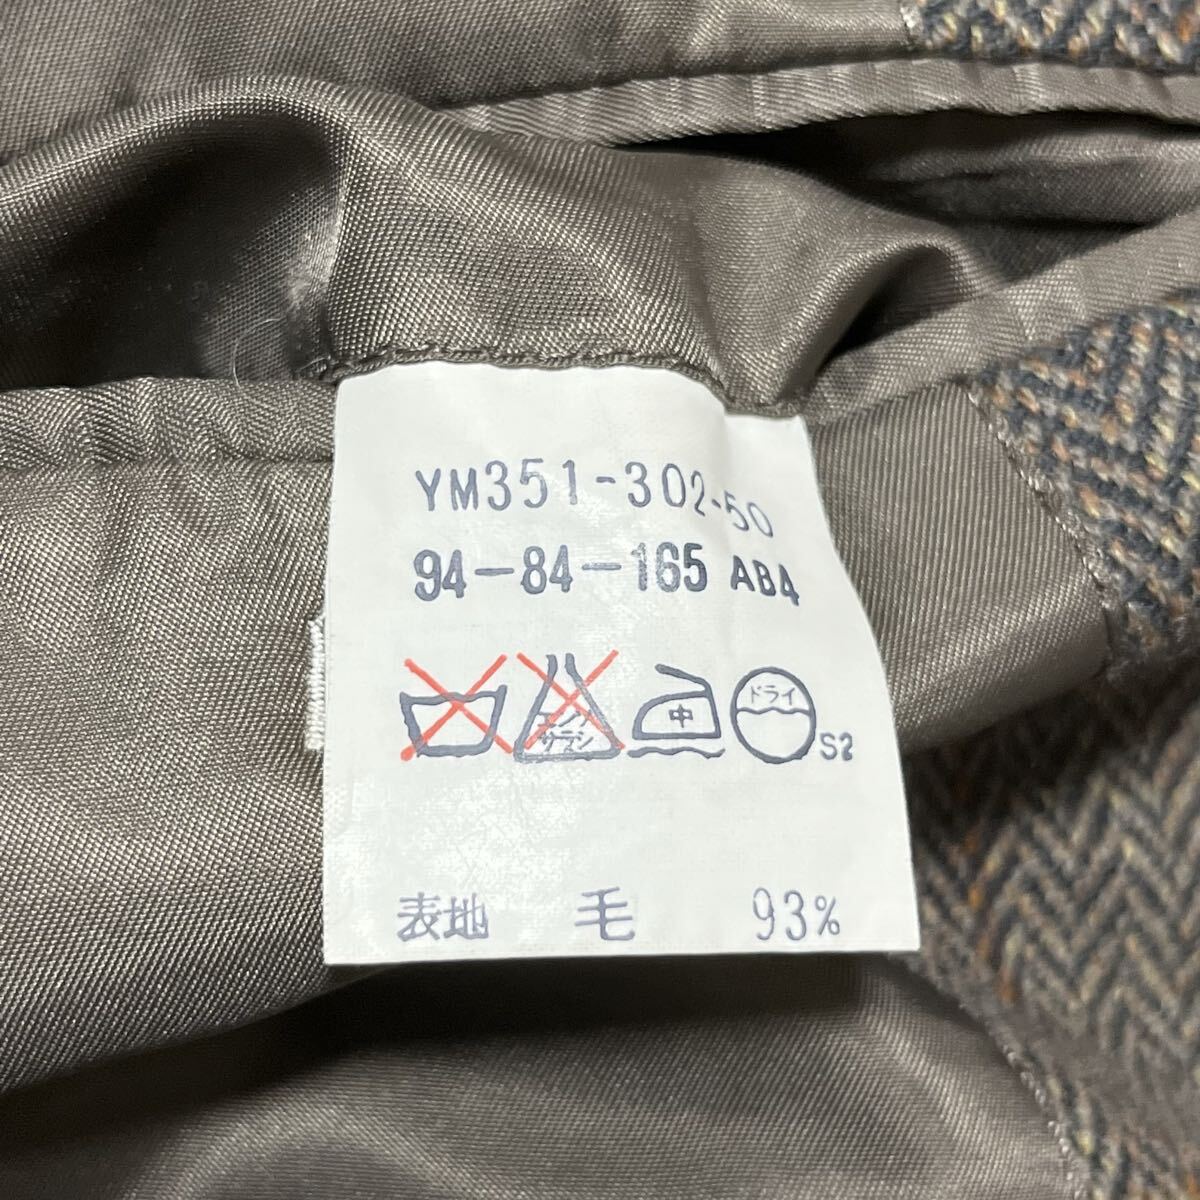 YM351-302-50
94-84-165 AB4
エンソ サラシ 中 ドライ S2
表地 毛 93%